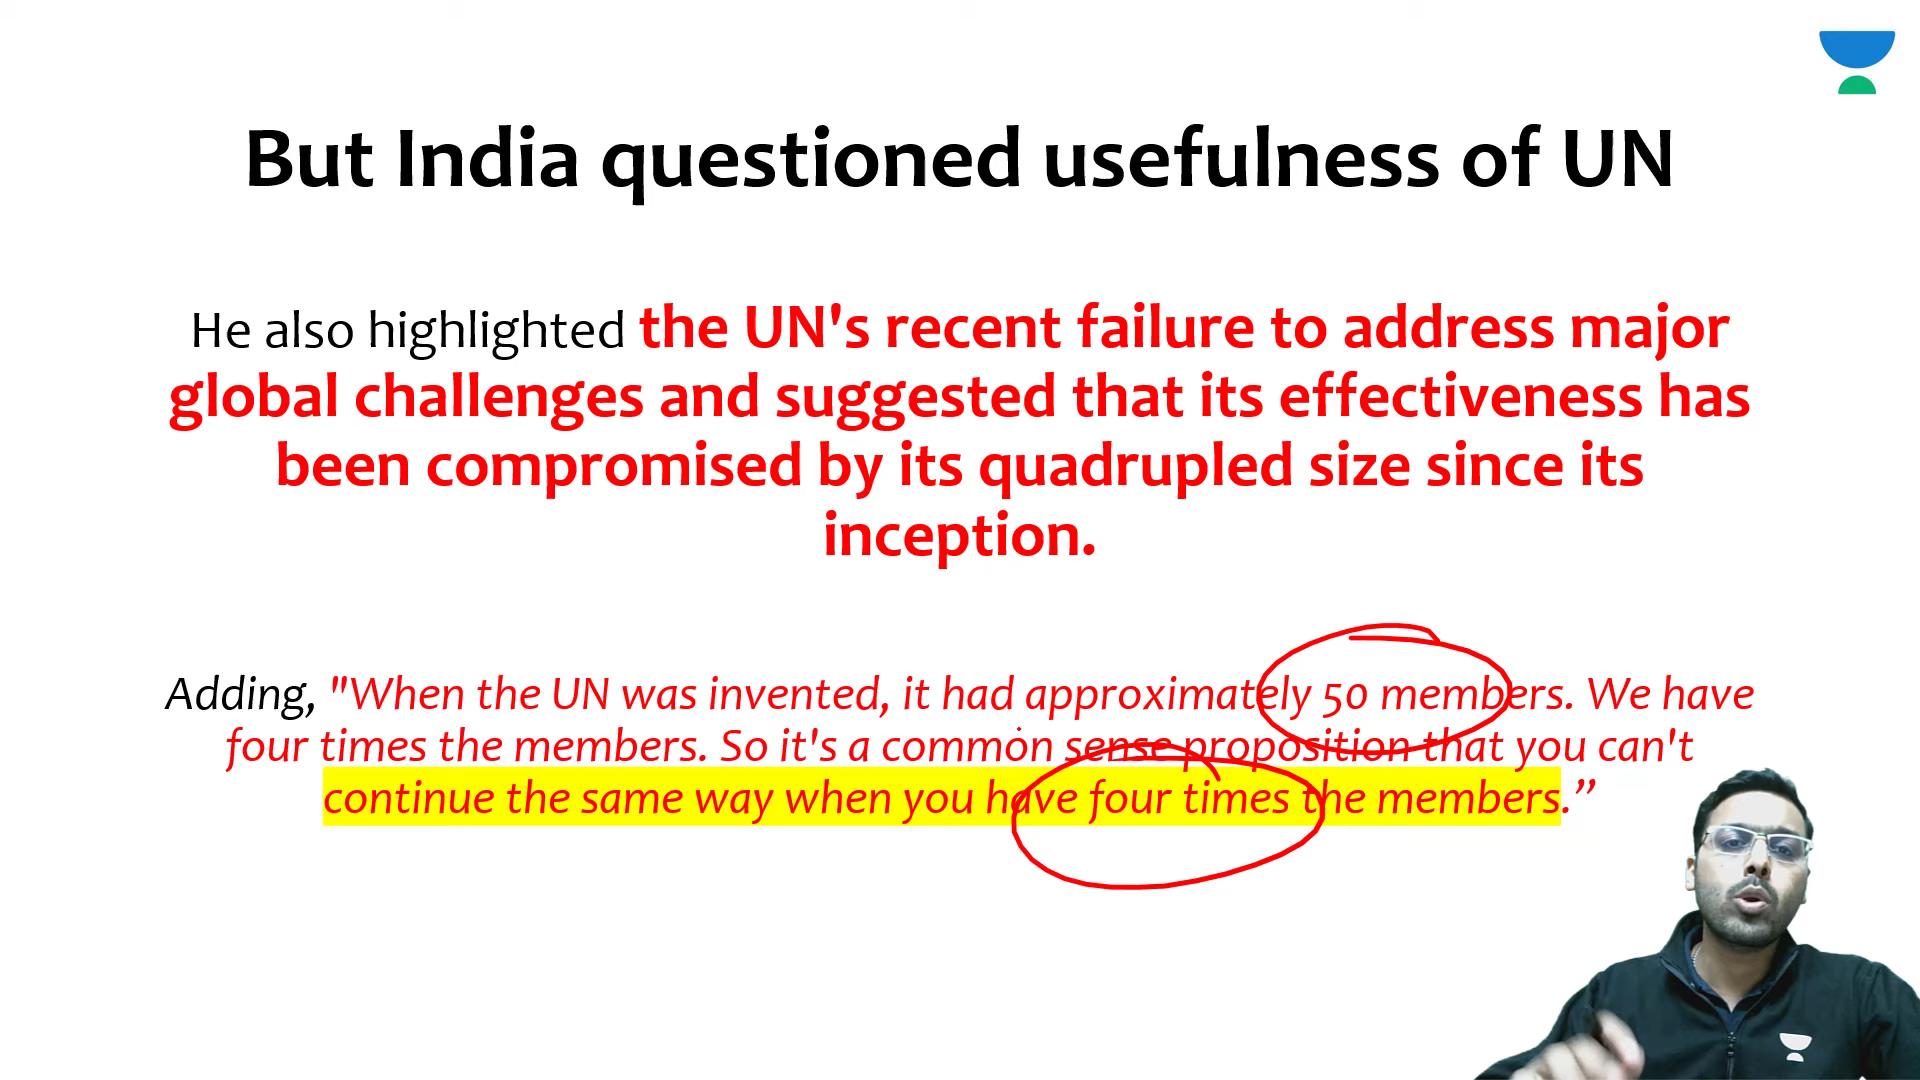 But India questioned usefulness of UN
He also highlighted the UN's recent failure to address major
global challenges and suggested that its effectiveness has
been compromised by its quadrupled size since its
inception.
Adding, "When the UN was invented, it had approximately 50 members. We have
four times the members. So it's a common sense proposition that you can't
continue the same way when you have four times the members.”